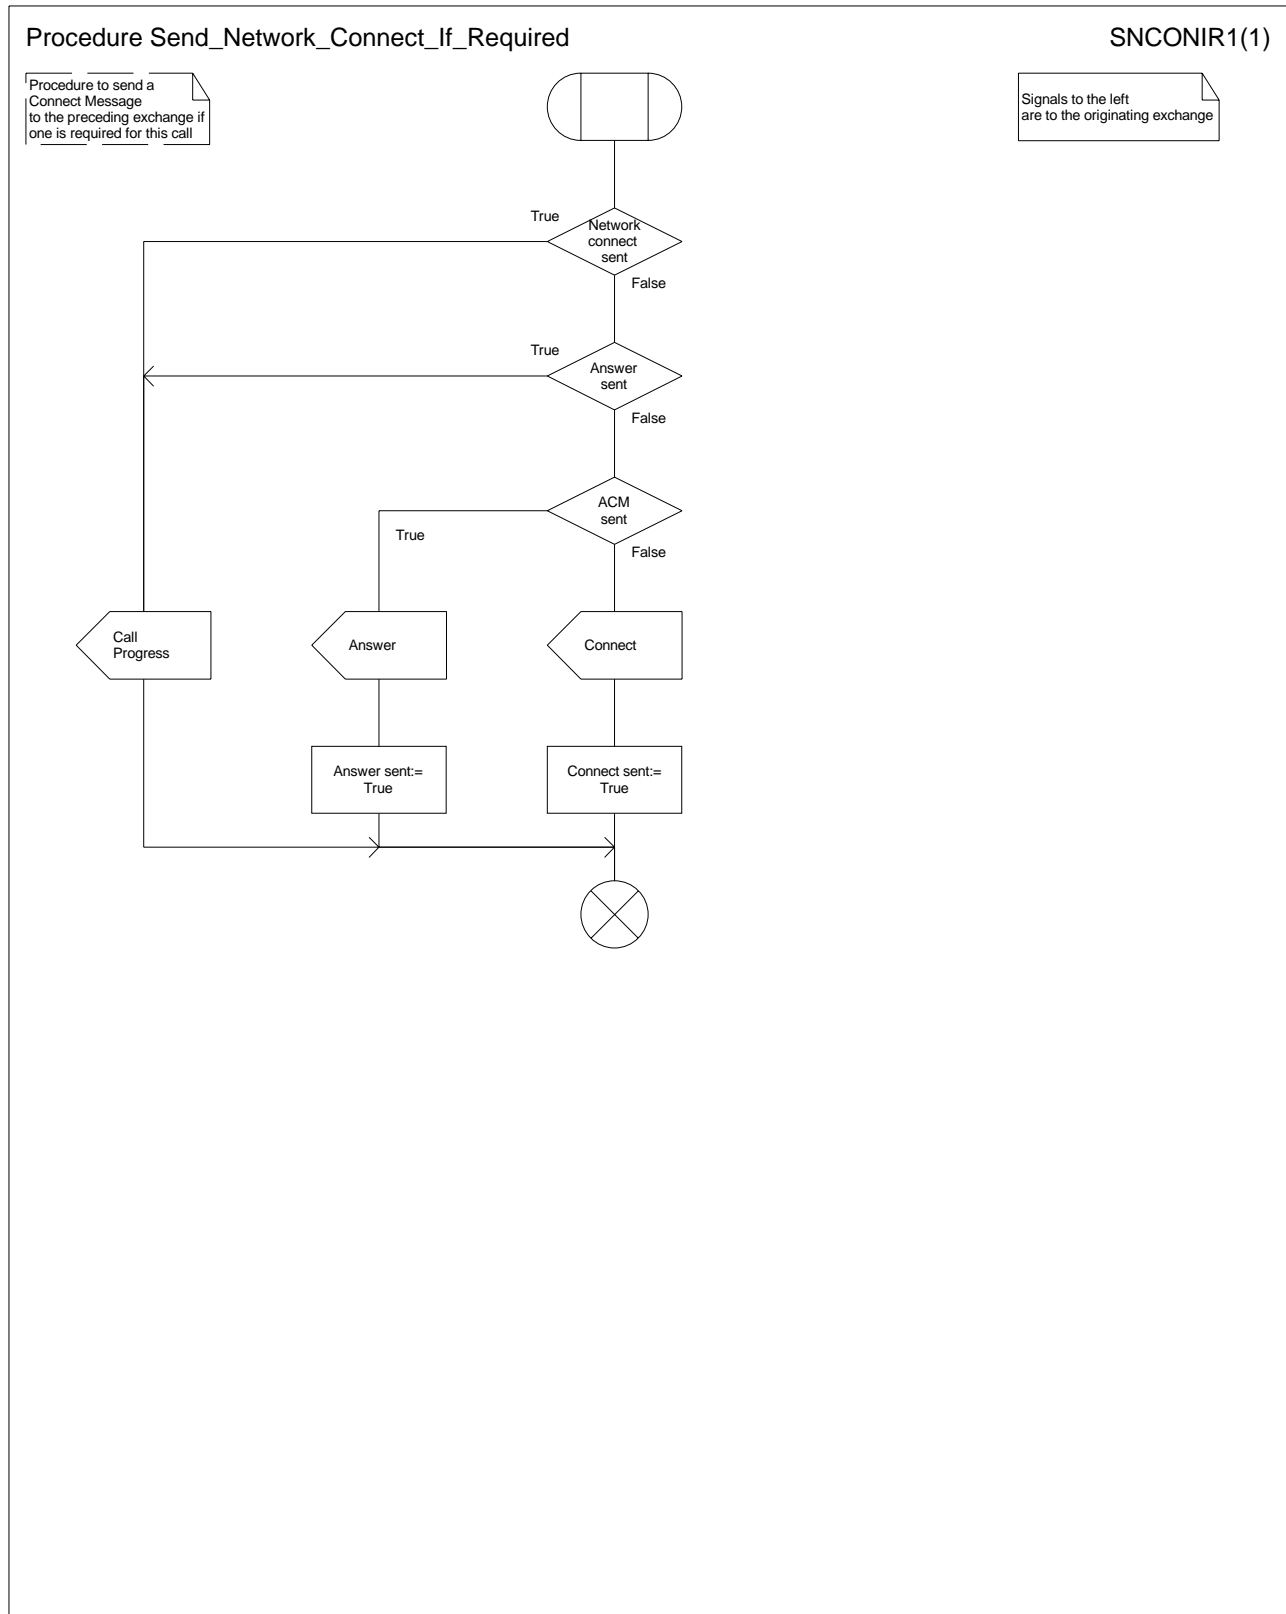 Procedure Send_Network_Connect_If_Required
SNCONIR1(1)
Procedure to send a
Connect Message
to the preceding exchange if
one is required for this call
Signals to the left
are to the originating exchange
True
Network
connect
sent
False
True
Answer
sent
False
ACM
sent
True
False
Call
Progress
Answer
Connect
Answer sent:=
True
Connect sent:=
True